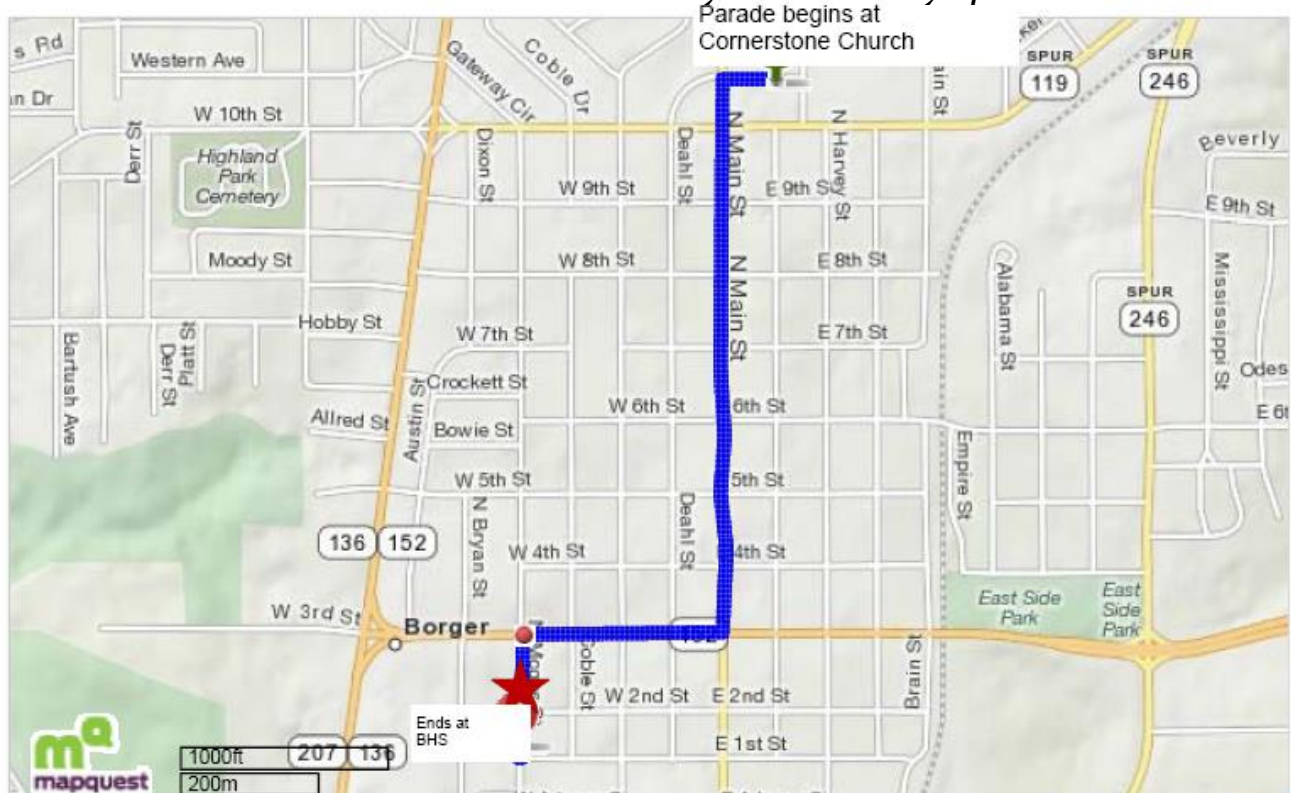 Parade begins at
Cornerstone Church
s Rd
Western Ave
Gateway Cir
Coble Dr
SPUR
119
SPUR
246
n Dr
W 10th St
ain St
Derr St
Highland
Park
Cemetery
Dixon St
Deahl St
N Main St
N Harvey St
Beverly
W 9th St
E 9th St
E 9th St
Moody St
W 8th St
N Main St
E 8th St
Alabama St
Mississippi St
SPUR
246
Hobby St
W 7th St
E 7th St
Bartush Ave
Derr St
Platt St
Crockett St
Odes
Austin St
W 6th St
6th St
E 6t
Allred St
Bowie St
Empire St
W 5th St
5th St
N Bryan St
Deahl St
136
152
W 4th St
4th St
East Side
Park
East
Side
Park
W 3rd St
Borger
Brain St
oble St
W 2nd St
E 2nd St
Ends at
BHS
E 1st St
mq
mapquest
1000ft
207
136
200m